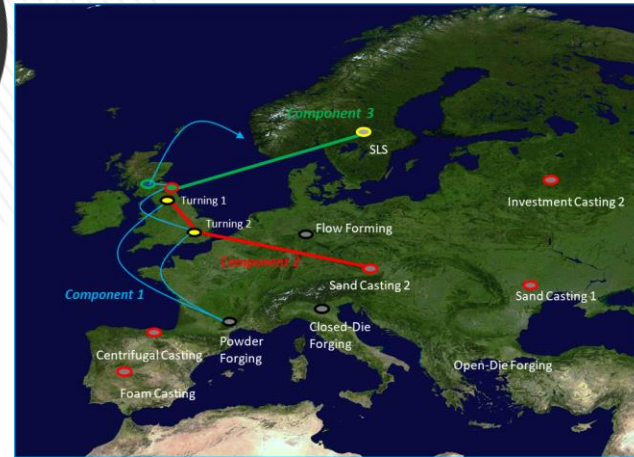 Component 3
SLS
Turning 1
Investment Casting 2
Turning 2
Flow Forming
Component 2
Sand Casting 2
Component 1
Sand Casting 1
Centrifugal Casting
Powder
Forging
Closed-Die
Forging
Open-Die Forging
Foam Casting